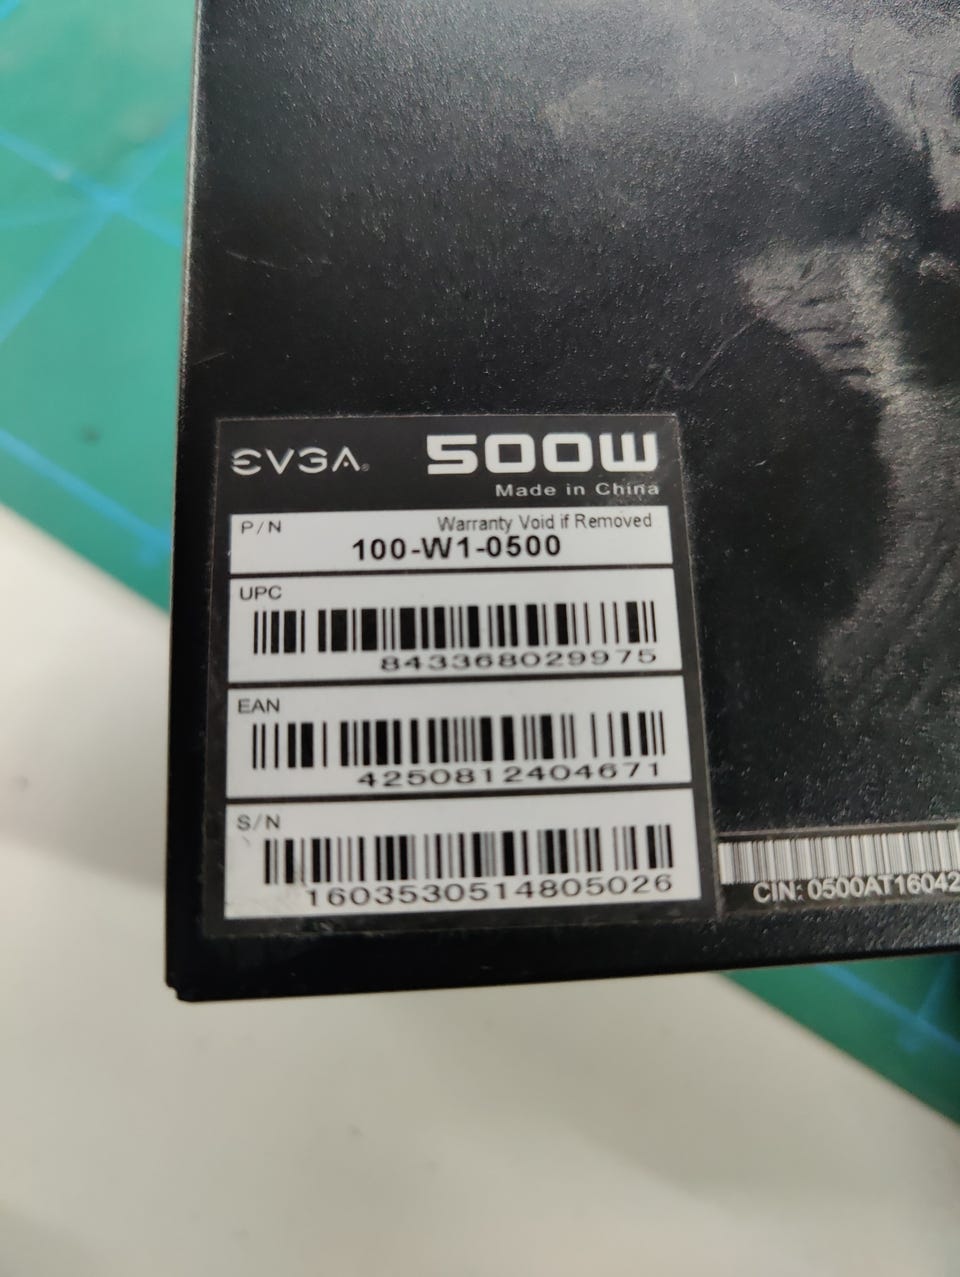 EVGA® 500W
Made in China
P/N Warranty Void if Removed
100-W1-0500
UPC
843368029975
EAN
4250812404671
S/N
1603530514805026
CIN: 0500AT16042